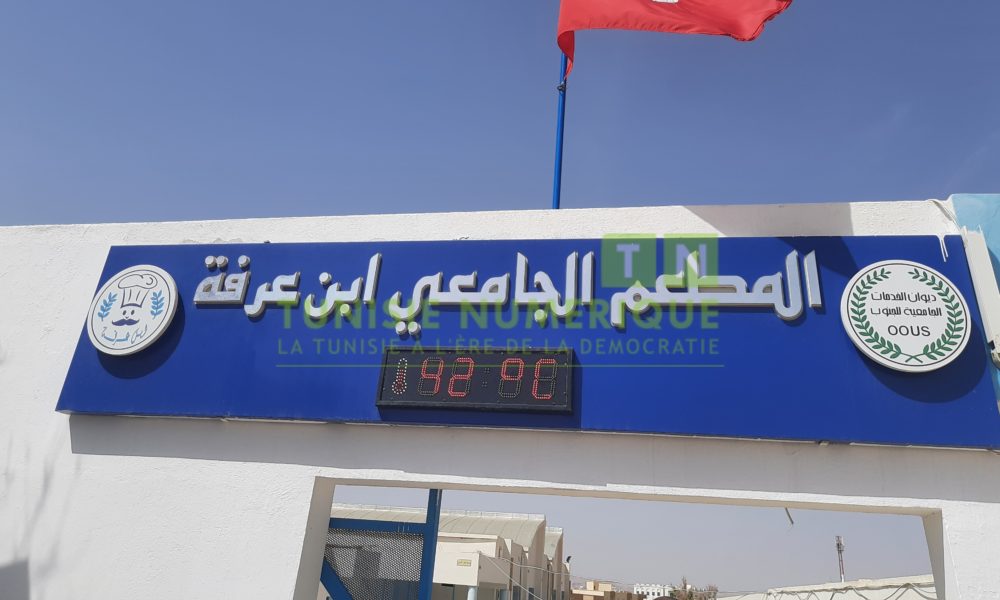 TN
المطعم الجامعي ابن عرفة
TUNISIE NUMERIQUE
LA TUNISIE A L'ÈRE DE LA DEMOCRATIE
42 °C
ديوان الخدمات
الجامعية للجنوب
OOUS
ابن عرفة